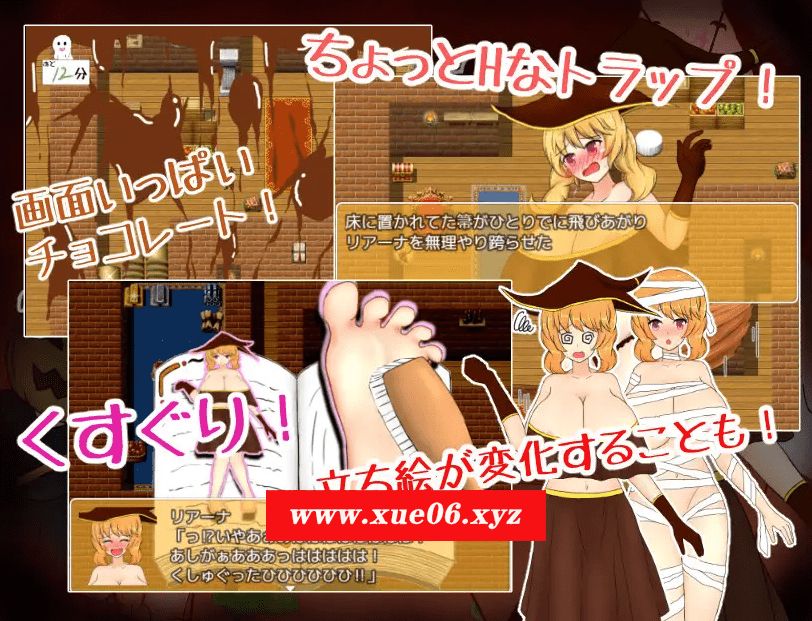 あと
12分
ちょっとHなトラップ！
画面いっぱい
チョコレート！
床に置かれてた箒がひとりでに飛びあがり
リアーナを無理やり跨らせた
くすぐり！
立ち絵が変化することも！
www.xue06.xyz
リアーナ
あしがぁあああっはははははは！
くしゅぐったひひひひひひ!!」